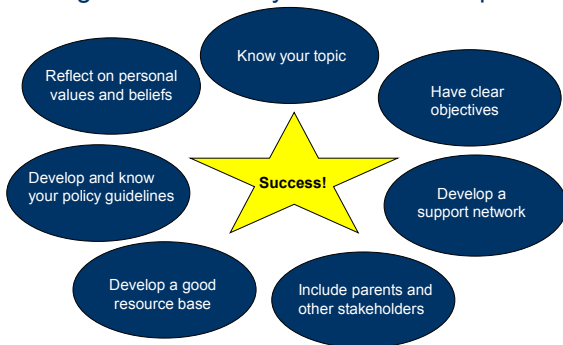 Know your topic
Have clear
objectives
Develop a
support network
Include parents and
other stakeholders
Develop a good
resource base
Develop and know
your policy guidelines
Reflect on personal
values and beliefs
Success!